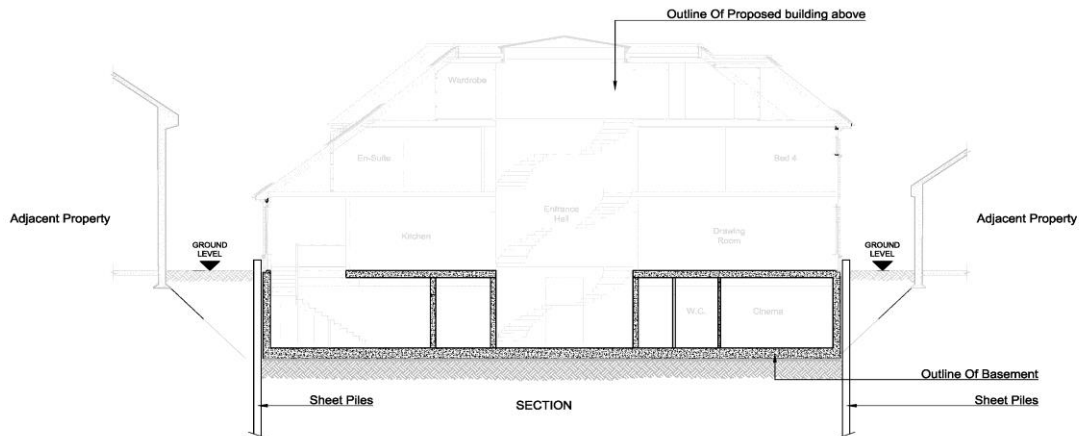 Outline Of Proposed building above
Wardrobe
En-Suite
Bed 4
Adjacent Property
Entrance
Hall
Kitchen
Drawing
Room
Adjacent Property
GROUND
LEVEL
GROUND
LEVEL
W.C.
Cinema
Outline Of Basement
Sheet Piles
SECTION
Sheet Piles